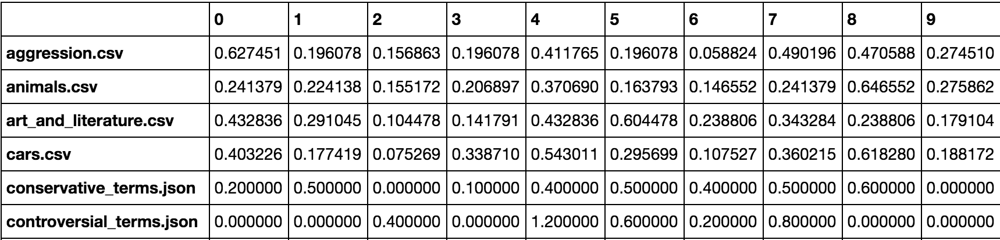 0 1 2 3 4 5 6 7 8 9
aggression.csv 0.627451 0.196078 0.156863 0.196078 0.411765 0.196078 0.058824 0.490196 0.470588 0.274510
animals.csv 0.241379 0.224138 0.155172 0.206897 0.370690 0.163793 0.146552 0.241379 0.646552 0.275862
art_and_literature.csv 0.432836 0.291045 0.104478 0.141791 0.432836 0.604478 0.238806 0.343284 0.238806 0.179104
cars.csv 0.403226 0.177419 0.075269 0.338710 0.543011 0.295699 0.107527 0.360215 0.618280 0.188172
conservative_terms.json 0.200000 0.500000 0.000000 0.100000 0.400000 0.500000 0.400000 0.500000 0.600000 0.000000
controversial_terms.json 0.000000 0.000000 0.400000 0.000000 1.200000 0.600000 0.200000 0.800000 0.000000 0.000000